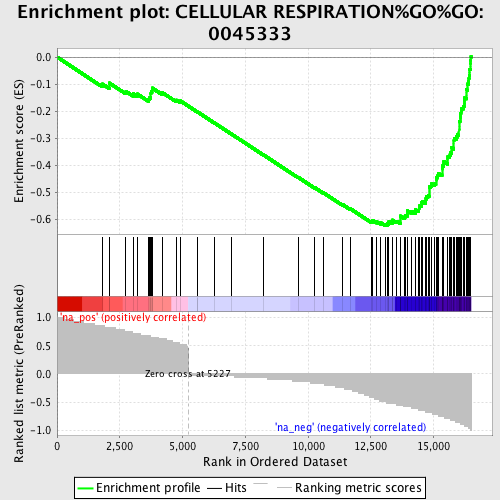 Enrichment plot: CELLULAR RESPIRATION%GO%GO:
0045333
Enrichment score (ES)
0.0
-0.1
-0.2
-0.3
-0.4
-0.5
-0.6
Ranked list metric (PreRanked)
1.0
0.5
0.0
-0.5
-1.0
'na_pos' (positively correlated)
Zero cross at 5227
'na_neg' (negatively correlated)
0
2,500
5,000
7,500
10,000
12,500
15,000
Rank in Ordered Dataset
Enrichment profile
Hits
Ranking metric scores